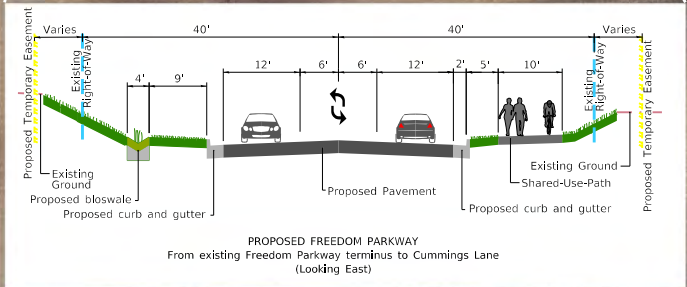 Varies
40'
40'
Varies
Proposed Temporary Easement
Existing
Right-of-Way
4'
9'
12'
6'
6'
12'
2'
5'
10'
Existing
Right-of-Way
Proposed Temporary Easement
Existing
Ground
Proposed bloswale
Proposed curb and gutter
Proposed Pavement
Existing Ground
Shared-Use-Path
Proposed curb and gutter
PROPOSED FREEDOM PARKWAY
From existing Freedom Parkway terminus to Cummings Lane
(Looking East)